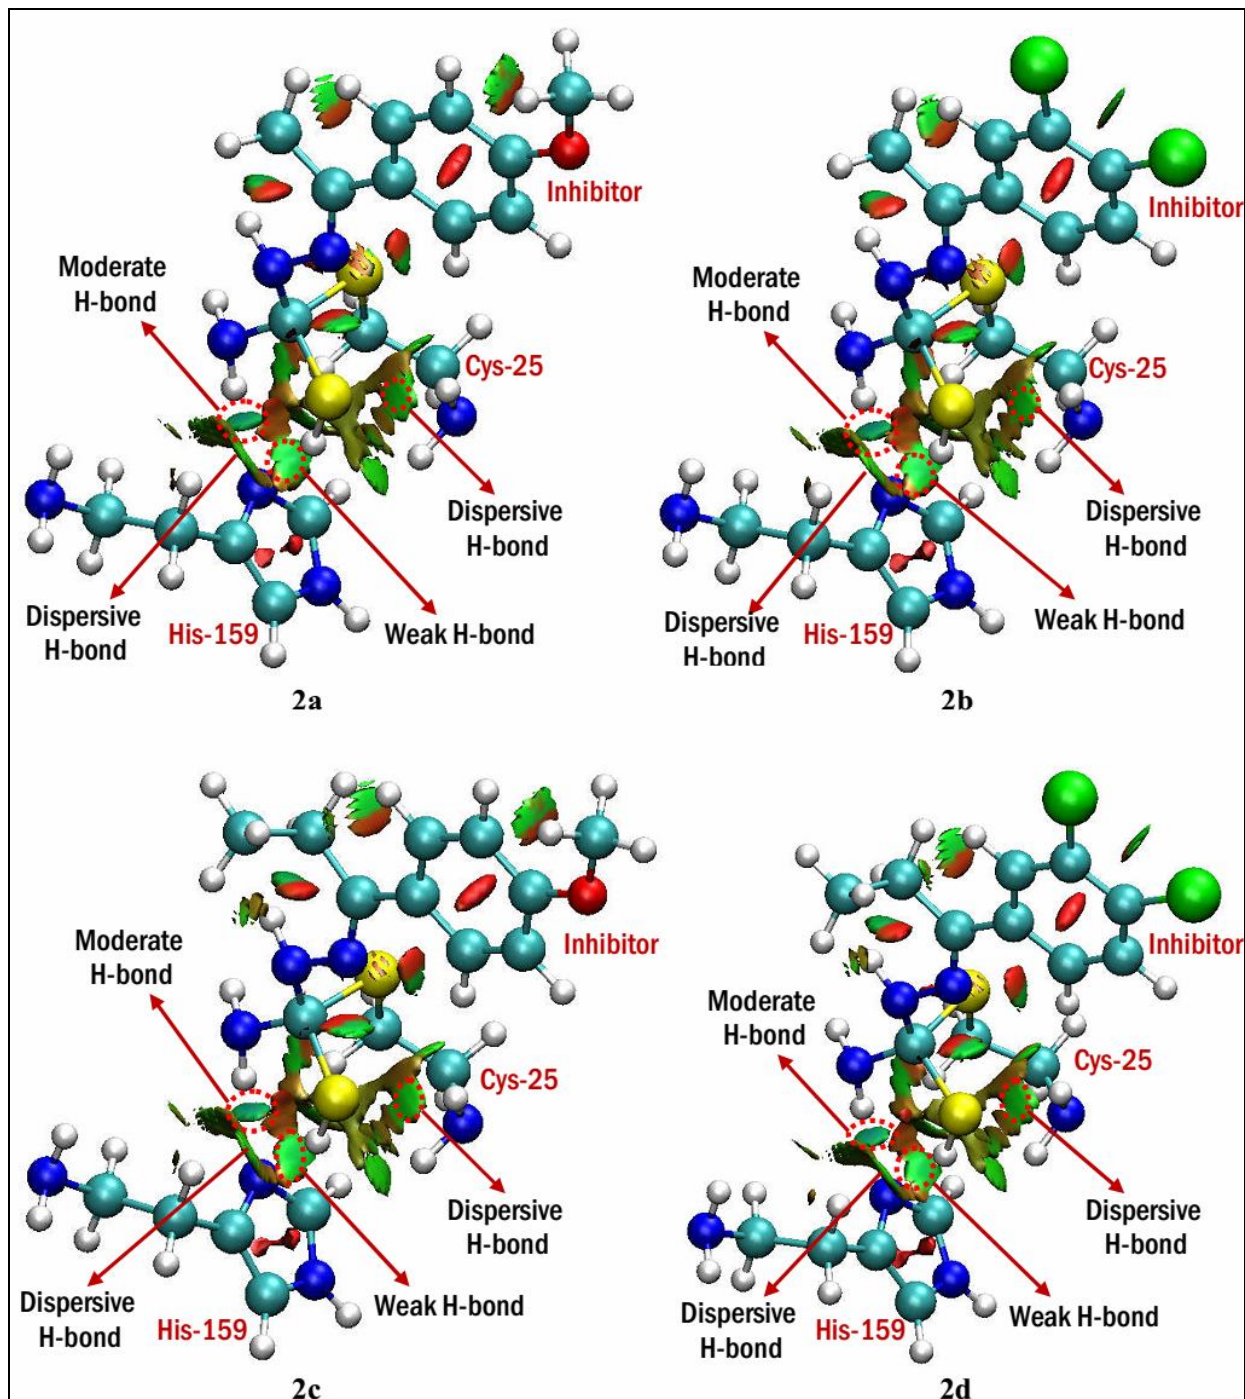 Inhibitor
Moderate
H-bond
Cys-25
Dispersive
H-bond
Dispersive
H-bond
His-159
Weak H-bond
2a
Inhibitor
Moderate
H-bond
Cys-25
Dispersive
H-bond
Dispersive
H-bond
His-159
Weak H-bond
2b
Inhibitor
Moderate
H-bond
Cys-25
Dispersive
H-bond
Dispersive
H-bond
His-159
Weak H-bond
2c
Inhibitor
Moderate
H-bond
Cys-25
Dispersive
H-bond
Dispersive
H-bond
His-159
Weak H-bond
2d